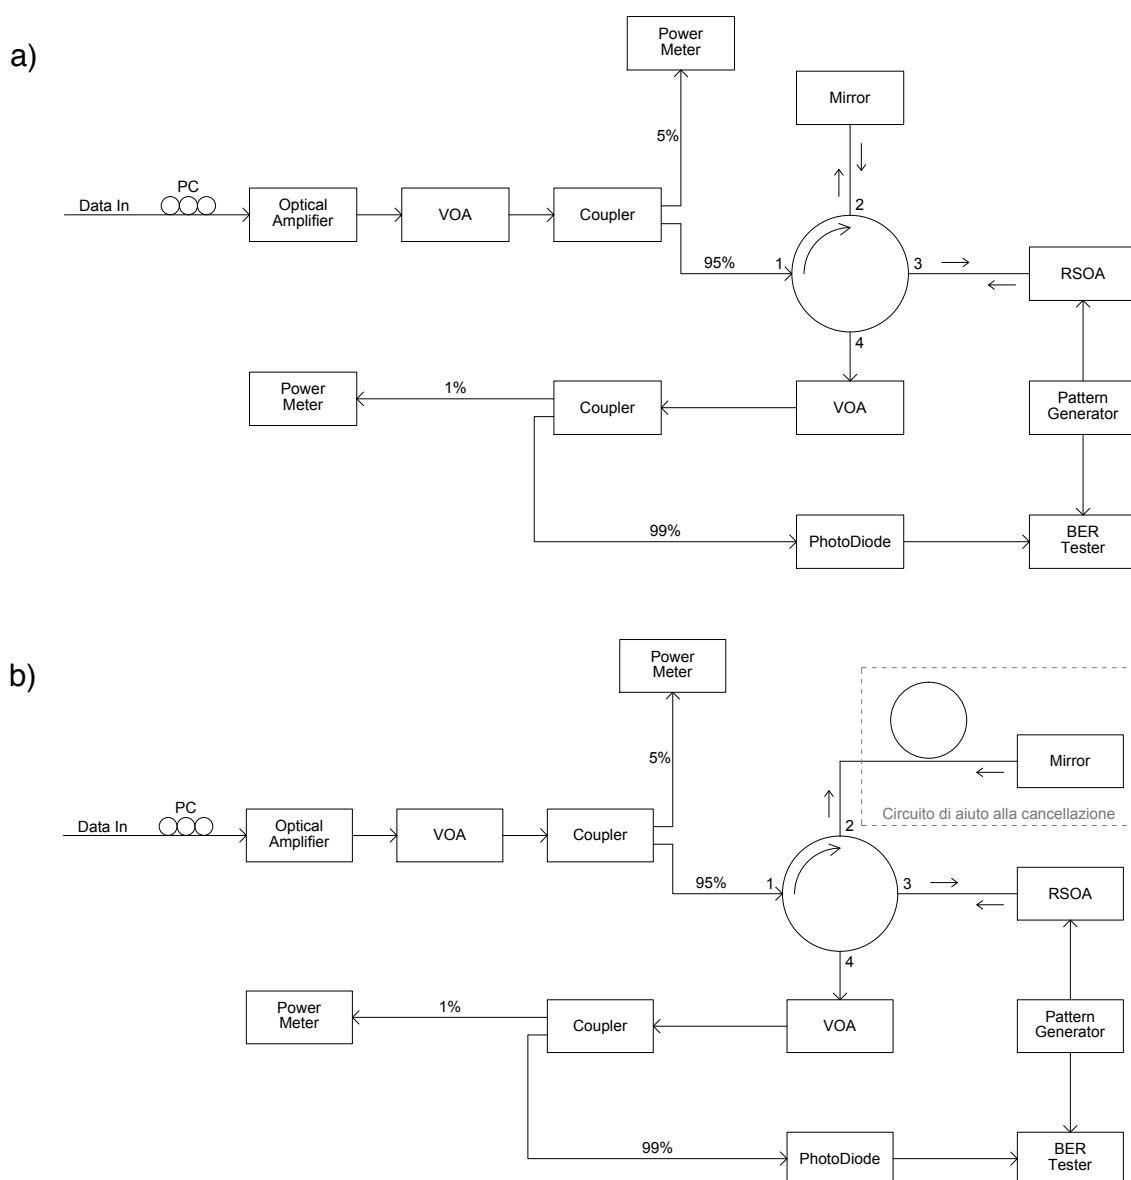 a)
Power
Meter
Mirror
5%
PC
Data In
Optical
Amplifier
VOA
Coupler
2
95%
1
3
RSOA
4
Power
Meter
1%
Coupler
VOA
Pattern
Generator
99%
PhotoDiode
BER
Tester
b)
Power
Meter
Mirror
5%
Circuito di aiuto alla cancellazione
PC
Data In
Optical
Amplifier
VOA
Coupler
2
95%
1
3
RSOA
4
Power
Meter
1%
Coupler
VOA
Pattern
Generator
99%
PhotoDiode
BER
Tester